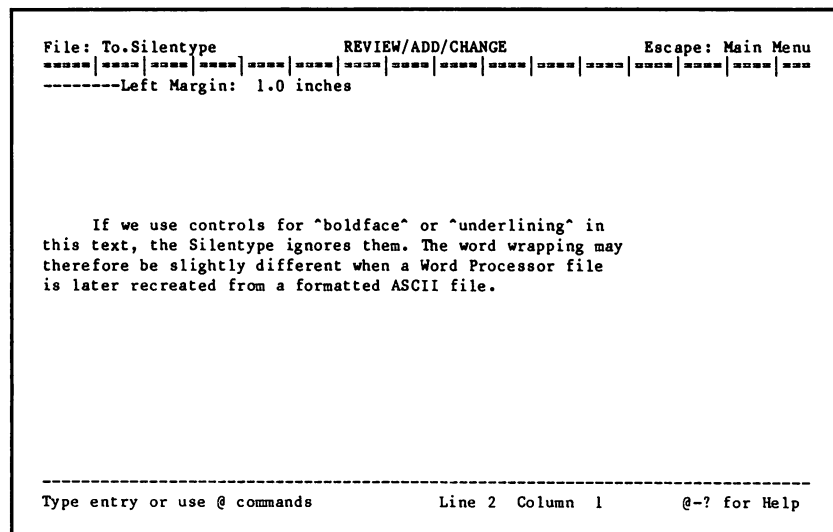 File: To.Silentype REVIEW/ADD/CHANGE Escape: Main Menu
=====|====|====|====|====|====|====|====|====|====|====|====|====|====|====|===
--------Left Margin: 1.0 inches
If we use controls for ^boldface^ or ^underlining^ in
this text, the Silentype ignores them. The word wrapping may
therefore be slightly different when a Word Processor file
is later recreated from a formatted ASCII file.
--------------------------------------------------------------------------------
Type entry or use @ commands Line 2 Column 1 @-? for Help